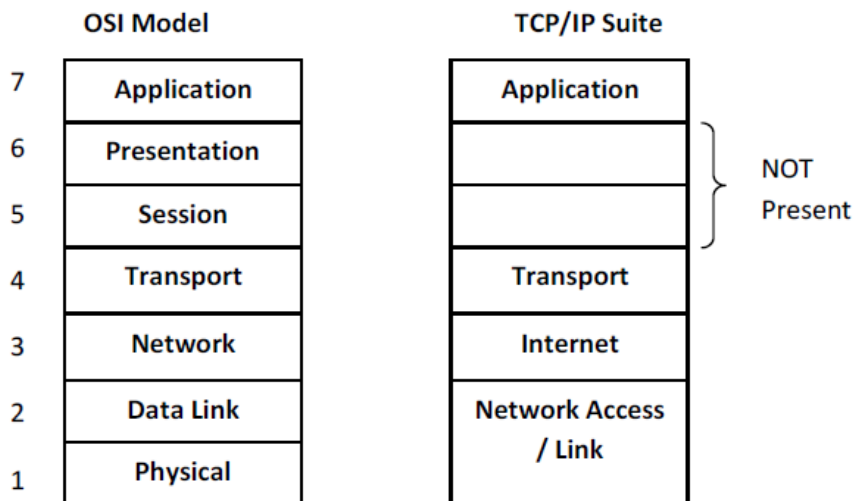 OSI Model
TCP/IP Suite
7
Application
Application
6
Presentation
NOT
Present
5
Session
4
Transport
Transport
3
Network
Internet
2
Data Link
Network Access
/ Link
1
Physical